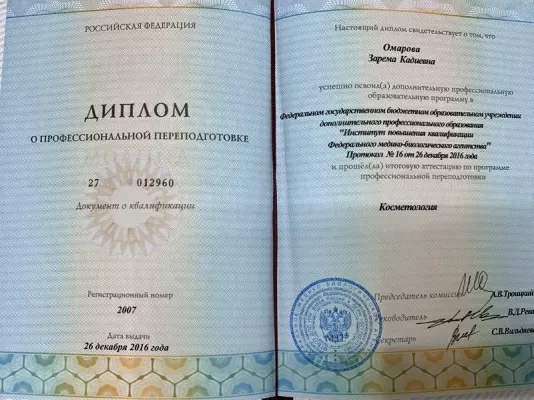 РОССИЙСКАЯ ФЕДЕРАЦИЯ
ДИПЛОМ
О ПРОФЕССИОНАЛЬНОЙ ПЕРЕПОДГОТОВКЕ
27 012960
Документ о квалификации
Регистрационный номер
2007
Дата выдачи
26 декабря 2016 года
Настоящий диплом свидетельствует о том, что
Омарова
Зарема Кадиевна
успешно освоил(а) дополнительную профессиональную
образовательную программу в
Федеральном государственном бюджетном образовательном учреждении
дополнительного профессионального образования
"Институт повышения квалификации
Федерального медико-биологического агентства"
Протокол № 16 от 26 декабря 2016 года
и прошёл(ла) итоговую аттестацию по программе
профессиональной переподготовки
Косметология
Председатель комиссии А.В.Троицкий
Руководитель В.Д.
Секретарь С.В.
М.П.